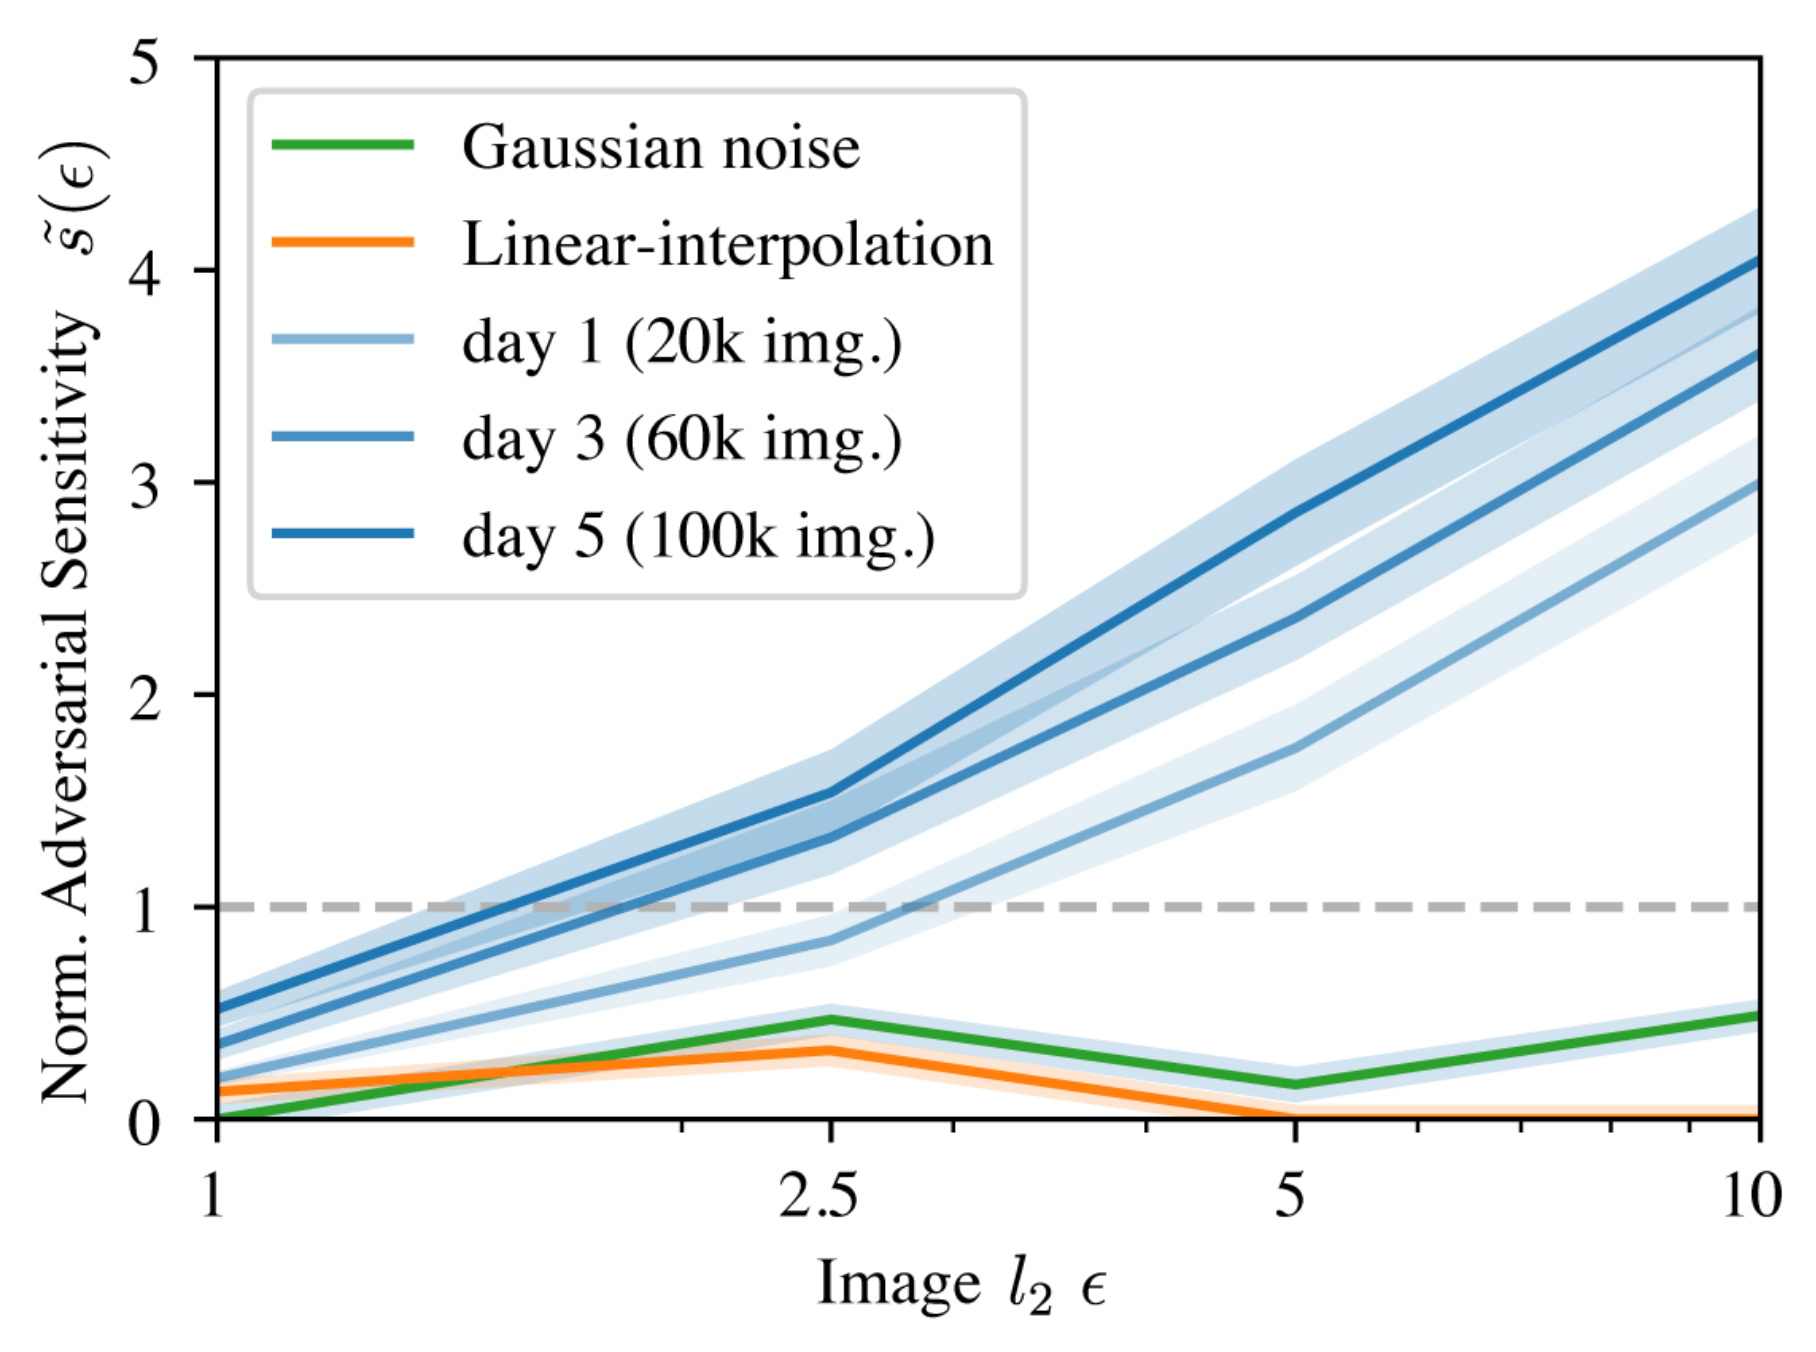 5
4
3
2
1
0
Norm. Adversarial Sensitivity s̃(ϵ)
Gaussian noise
Linear-interpolation
day 1 (20k img.)
day 3 (60k img.)
day 5 (100k img.)
1 2.5 5 10
Image l₂ ϵ